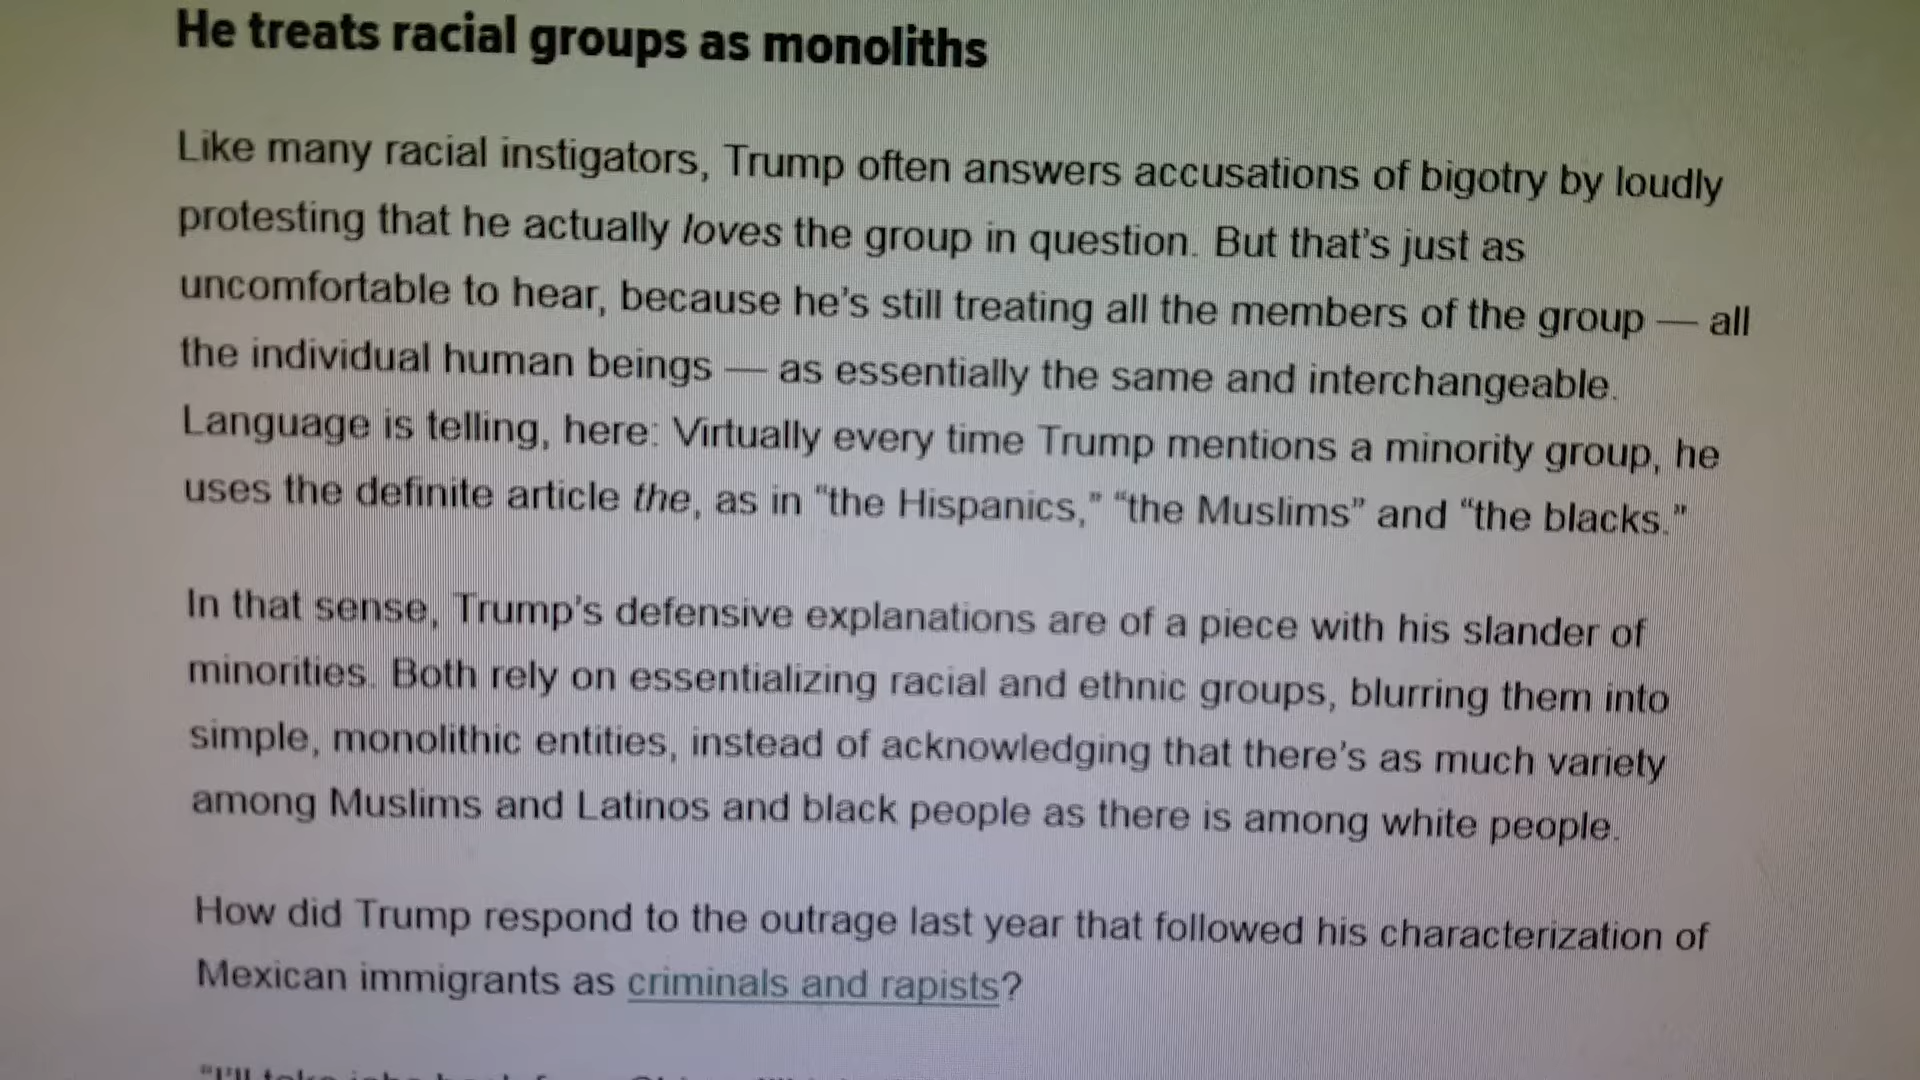 He treats racial groups as monoliths
Like many racial instigators, Trump often answers accusations of bigotry by loudly
protesting that he actually loves the group in question. But that's just as
uncomfortable to hear, because he's still treating all the members of the group — all
the individual human beings — as essentially the same and interchangeable.
Language is telling, here: Virtually every time Trump mentions a minority group, he
uses the definite article the, as in “the Hispanics,” “the Muslims” and “the blacks.”
In that sense, Trump's defensive explanations are of a piece with his slander of
minorities. Both rely on essentializing racial and ethnic groups, blurring them into
simple, monolithic entities, instead of acknowledging that there's as much variety
among Muslims and Latinos and black people as there is among white people.
How did Trump respond to the outrage last year that followed his characterization of
Mexican immigrants as criminals and rapists?